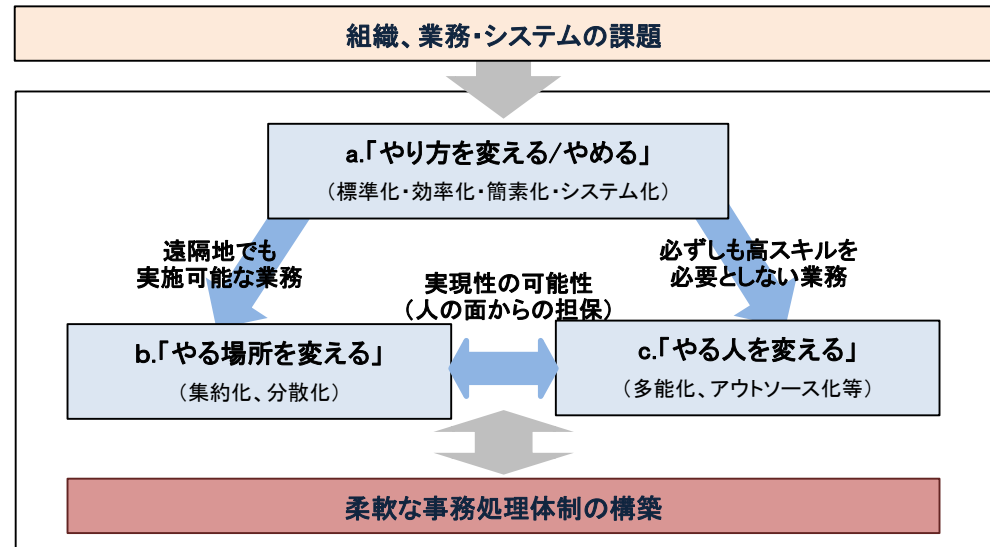 組織、業務・システムの課題
a.「やり方を変える/やめる」
（標準化・効率化・簡素化・システム化）
遠隔地でも
実施可能な業務
必ずしも高スキルを
必要としない業務
実現性の可能性
（人の面からの担保）
b.「やる場所を変える」
（集約化、分散化）
c.「やる人を変える」
（多能化、アウトソース化等）
柔軟な事務処理体制の構築